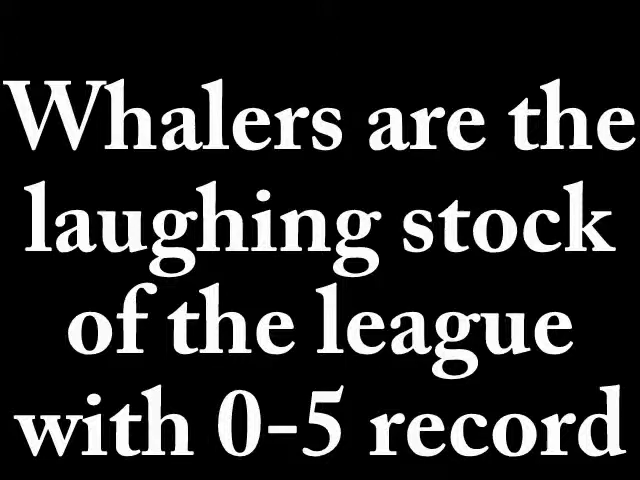 Whalers are the
laughing stock
of the league
with 0-5 record